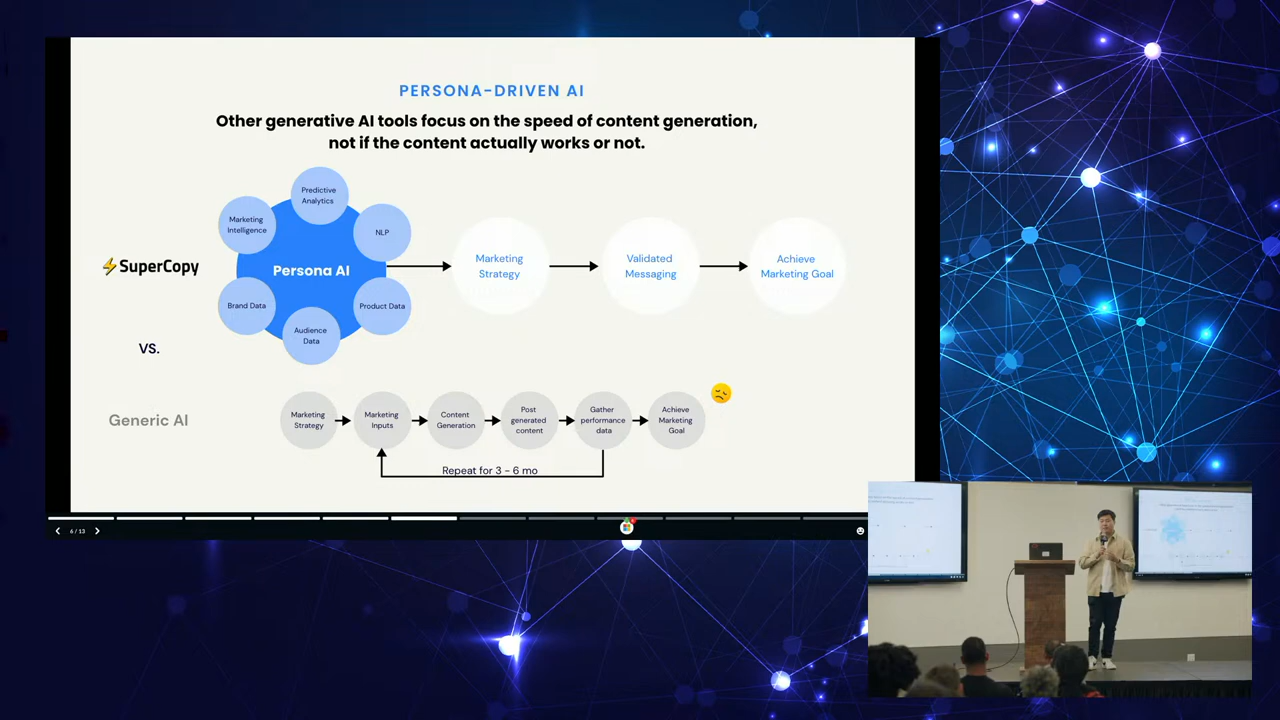 PERSONA-DRIVEN AI
Other generative AI tools focus on the speed of content generation,
not if the content actually works or not.
Predictive
Analytics
Marketing
Intelligence
NLP
SuperCopy
Persona AI
Brand Data
Product Data
Audience
Data
Marketing
Strategy
Validated
Messaging
Achieve
Marketing Goal
VS.
Generic AI
Marketing
Strategy
Marketing
Inputs
Content
Generation
Post
generated
content
Gather
performance
data
Achieve
Marketing
Goal
Repeat for 3 - 6 mo
6 / 13